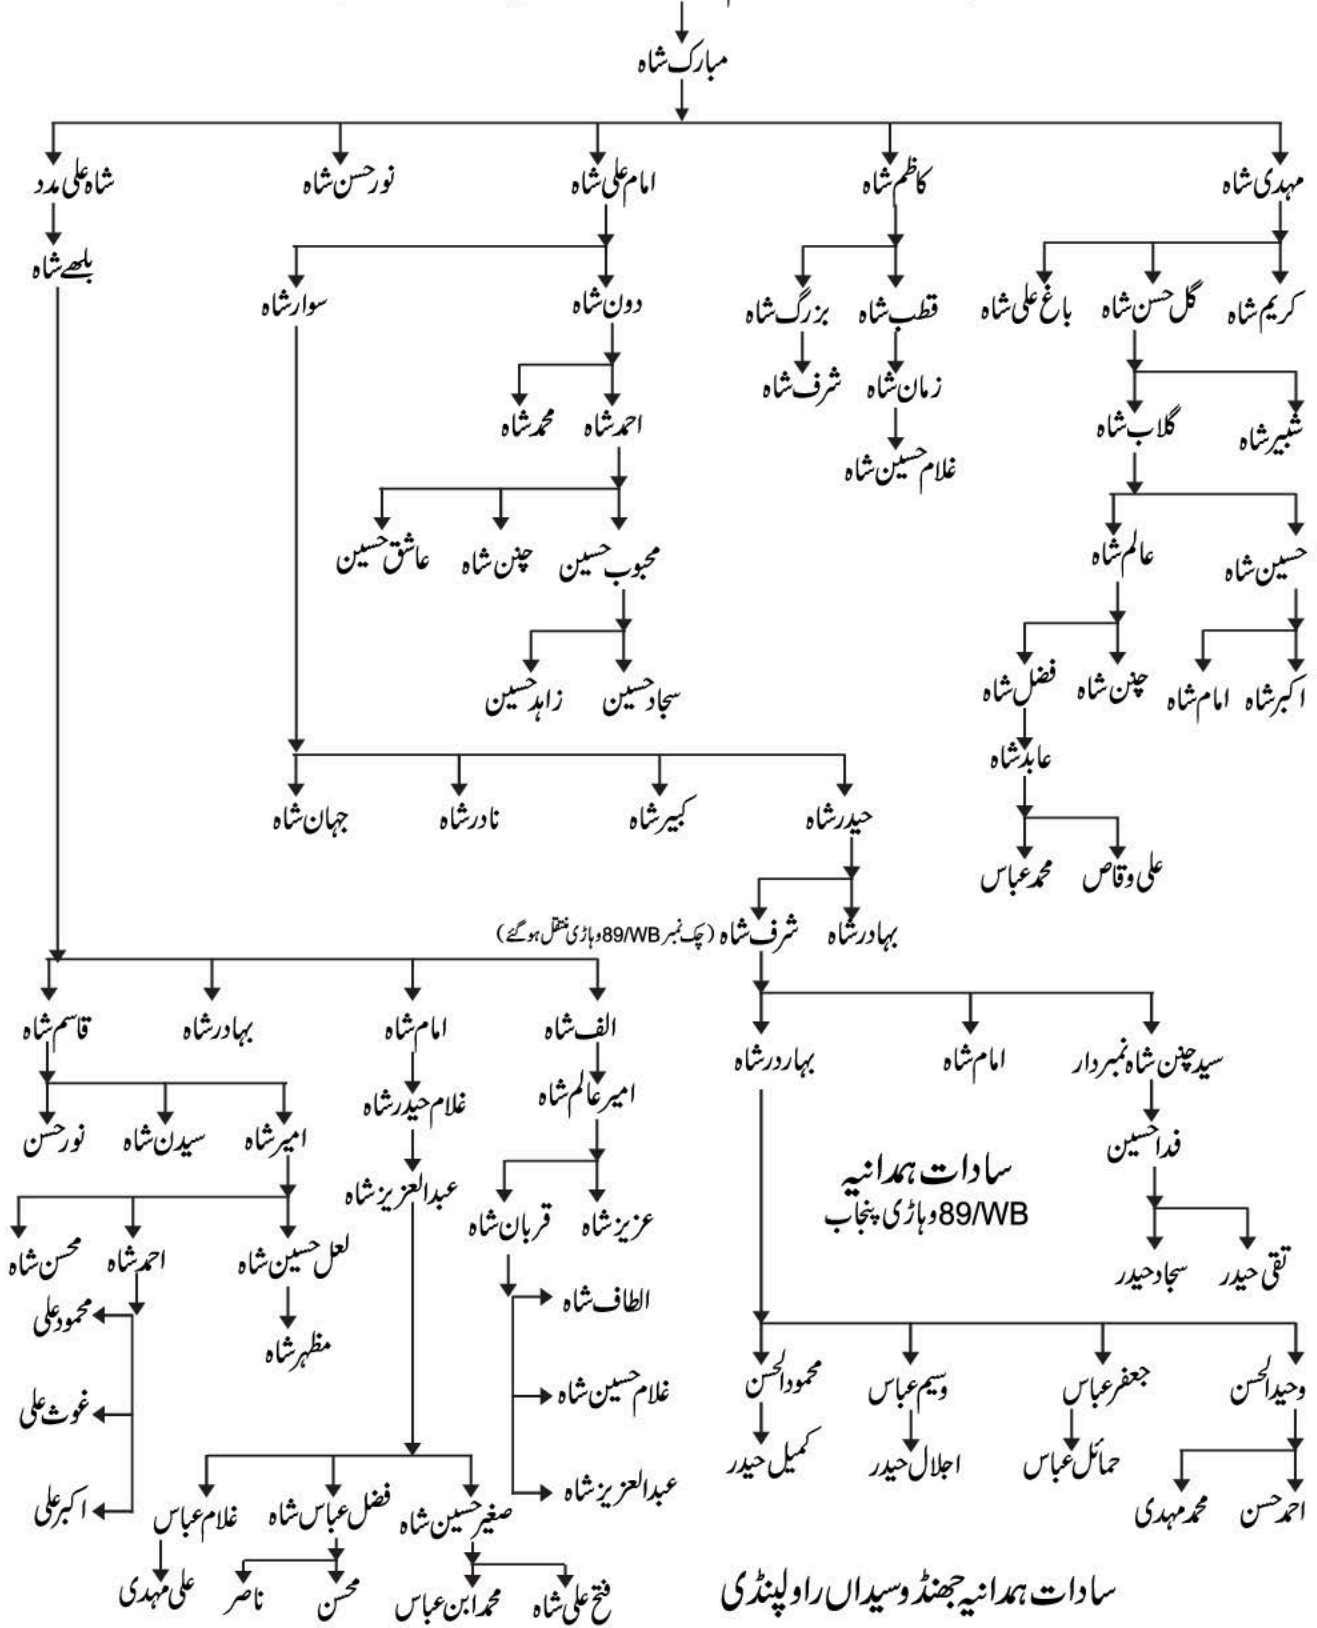 مبارک شاہ
مہدی شاہ
کاظم شاہ
امام علی شاہ
نور حسن شاہ
شاہ علی مدد
بلھے شاہ
کریم شاہ
گل حسن شاہ
باغ علی شاہ
قطب شاہ
بزرگ شاہ
دون شاہ
سوار شاہ
زمان شاہ
شرف شاہ
شبیر شاہ
گلاب شاہ
احمد شاہ
محمد شاہ
غلام حسین شاہ
حسین شاہ
عالم شاہ
محبوب حسین
چنن شاہ
عاشق حسین
اکبر شاہ
امام شاہ
چنن شاہ
فضل شاہ
سجاد حسین
زاہد حسین
عابد شاہ
حیدر شاہ
کبیر شاہ
نادر شاہ
جہان شاہ
علی وقاص
محمد عباس
بہادر شاہ
شرف شاہ (چک نمبر 89/WB وہاڑی منتقل ہو گئے)
الف شاہ
امام شاہ
بہادر شاہ
قاسم شاہ
سید چنن شاہ نمبردار
امام شاہ
بہاردر شاہ
امیر عالم شاہ
غلام حیدر شاہ
امیر شاہ
سیدن شاہ
نور حسن
فدا حسین
سادات ہمدانیہ
89/WB وہاڑی پنجاب
عبدالعزیز شاہ
عزیز شاہ
قربان شاہ
لعل حسین شاہ
احمد شاہ
محسن شاہ
تقی حیدر
سجاد حیدر
الطاف شاہ
محمود علی
مظہر شاہ
وحید الحسن
جعفر عباس
وسیم عباس
محمود الحسن
غلام حسین شاہ
غوث علی
حمائل عباس
اجلال حیدر
کمیل حیدر
عبدالعزیز شاہ
اکبر علی
احمد حسن
محمد مہدی
صغیر حسین شاہ
فضل عباس شاہ
غلام عباس
فتح علی شاہ
محمد ابن عباس
محسن
ناصر
علی مہدی
سادات ہمدانیہ جھنڈو سیداں راولپنڈی